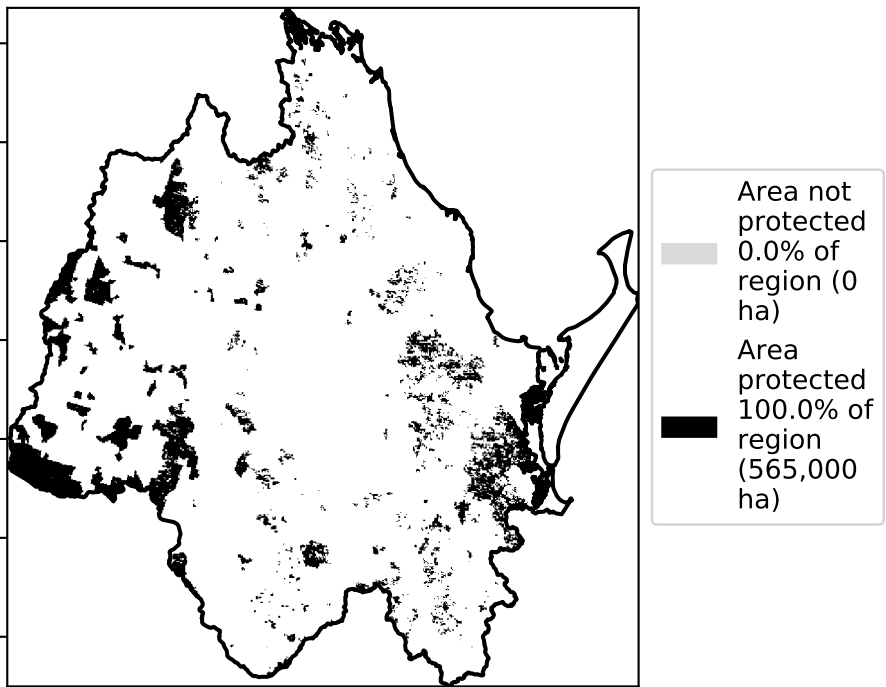 Area not
protected
0.0% of
region (0
ha)
Area
protected
100.0% of
region
(565,000
ha)